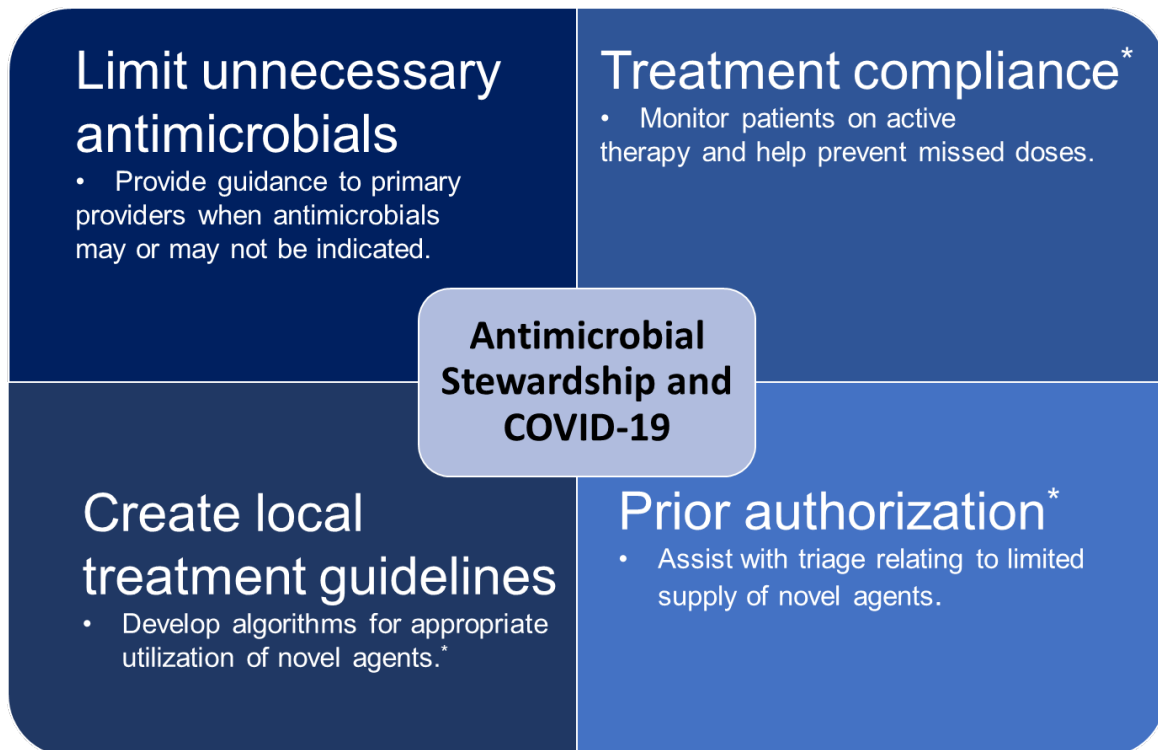 Limit unnecessary
antimicrobials
• Provide guidance to primary
providers when antimicrobials
may or may not be indicated.
Treatment compliance*
• Monitor patients on active
therapy and help prevent missed doses.
Antimicrobial
Stewardship and
COVID-19
Create local
treatment guidelines
• Develop algorithms for appropriate
utilization of novel agents.*
Prior authorization*
• Assist with triage relating to limited
supply of novel agents.